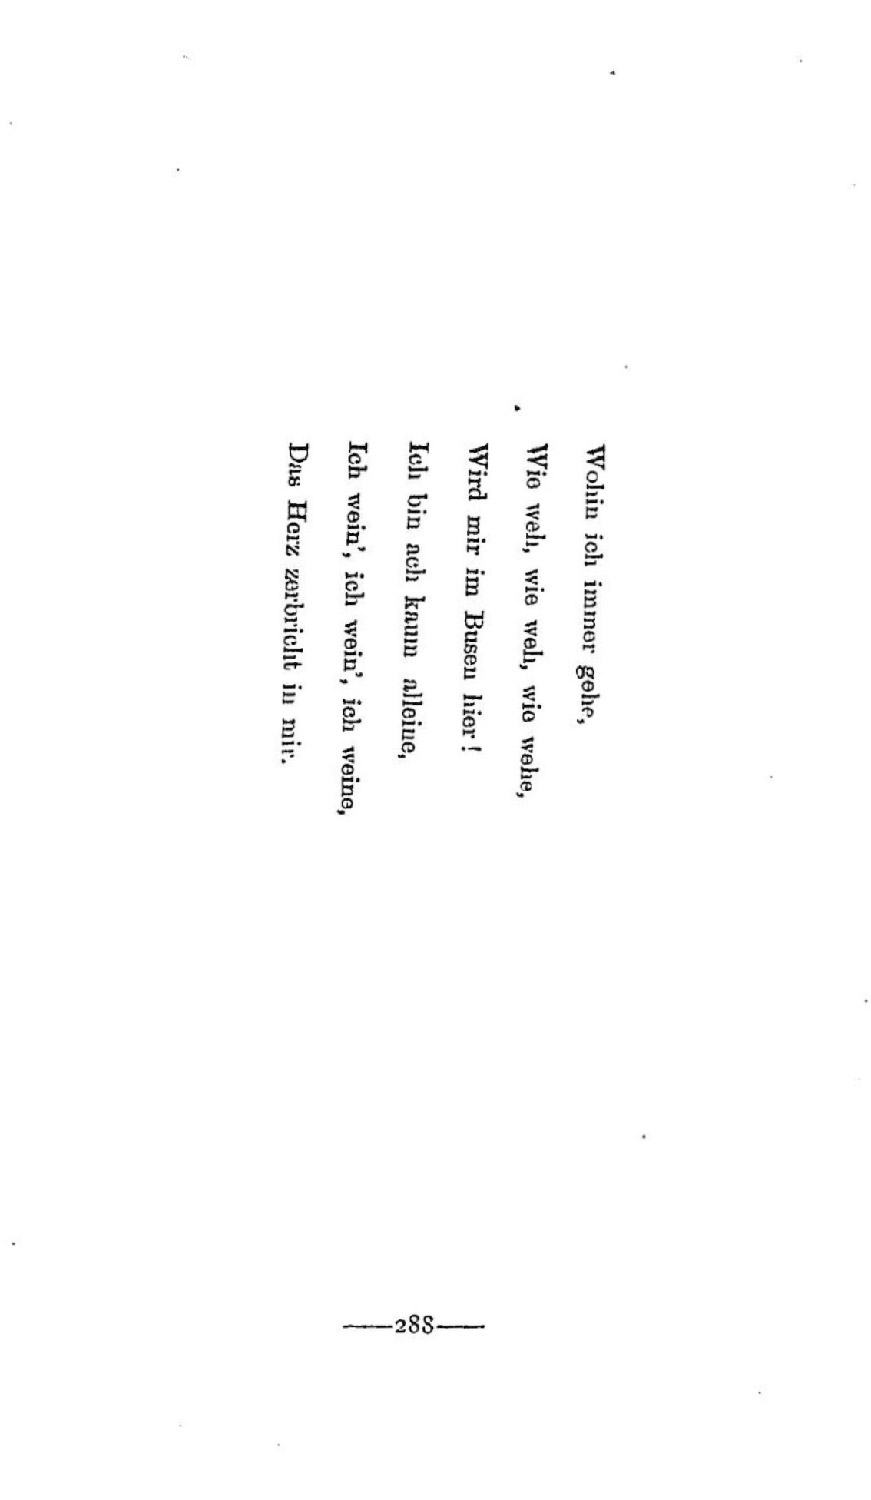 Wohin ich immer gehe,
Wie weh, wie weh, wie wehe,
Wird mir im Busen hier!
Ich bin ach kaum alleine,
Ich wein', ich wein', ich weine,
Das Herz zerbricht in mir.
288